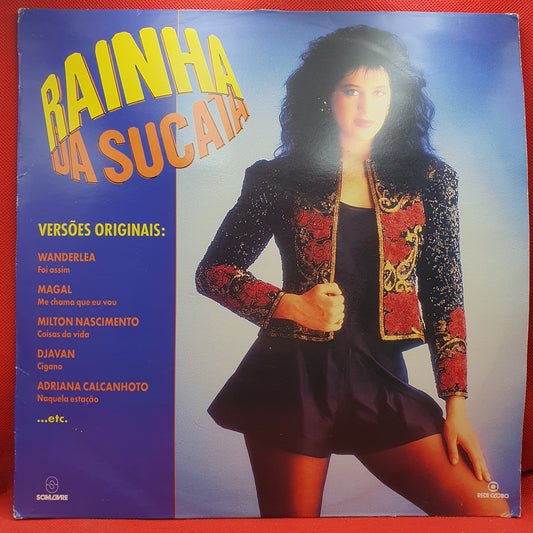 RAINHA
DA SUCATA
VERSÕES ORIGINAIS:
WANDERLEA
Foi assim
MAGAL
Me chama que eu vou
MILTON NASCIMENTO
Coisas da vida
DJAVAN
Cigano
ADRIANA CALCANHOTO
Naquela estação
...etc.
SOM LIVRE
REDE GLOBO